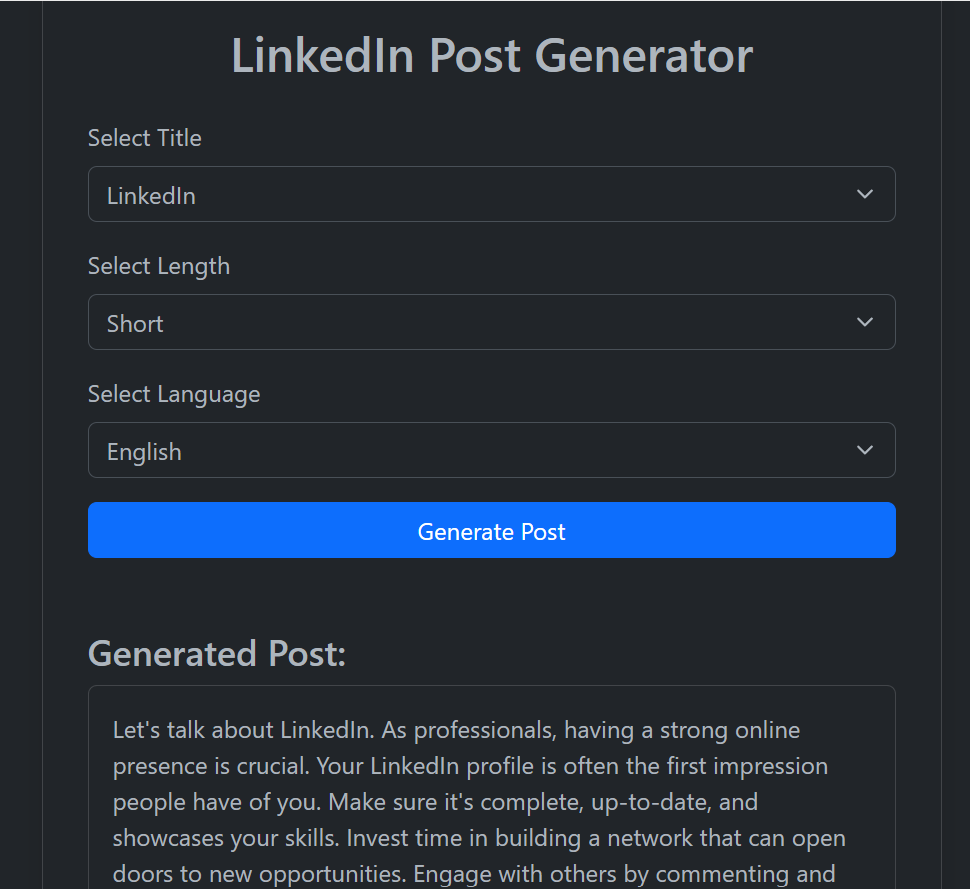 LinkedIn Post Generator
Select Title
LinkedIn
Select Length
Short
Select Language
English
Generate Post
Generated Post:
Let's talk about LinkedIn. As professionals, having a strong online
presence is crucial. Your LinkedIn profile is often the first impression
people have of you. Make sure it's complete, up-to-date, and
showcases your skills. Invest time in building a network that can open
doors to new opportunities. Engage with others by commenting and